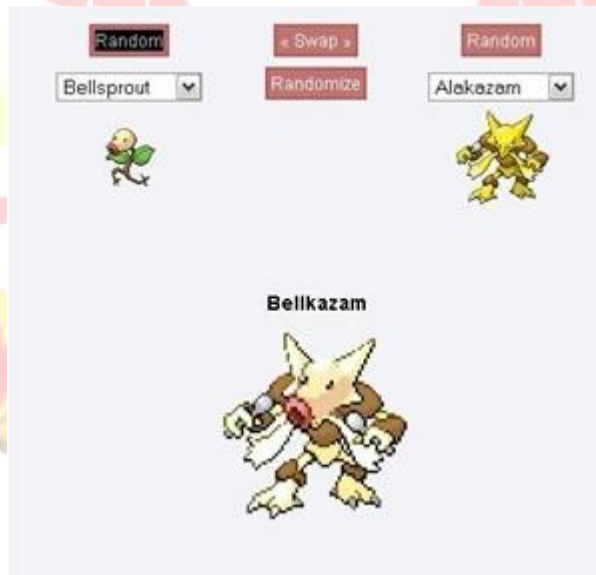 Random
« Swap »
Random
Bellsprout
Randomize
Alakazam
Bellkazam